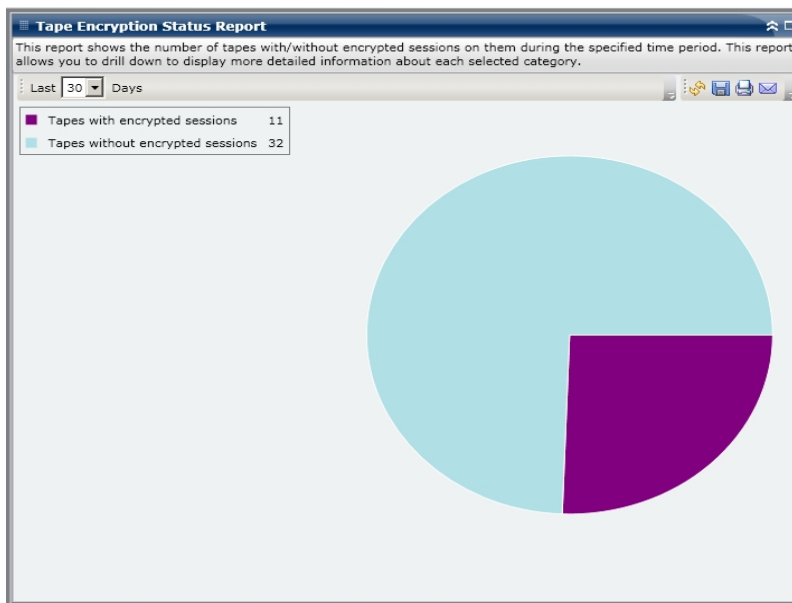 Tape Encryption Status Report
This report shows the number of tapes with/without encrypted sessions on them during the specified time period. This report
allows you to drill down to display more detailed information about each selected category.
Last 30 Days
Tapes with encrypted sessions 11
Tapes without encrypted sessions 32